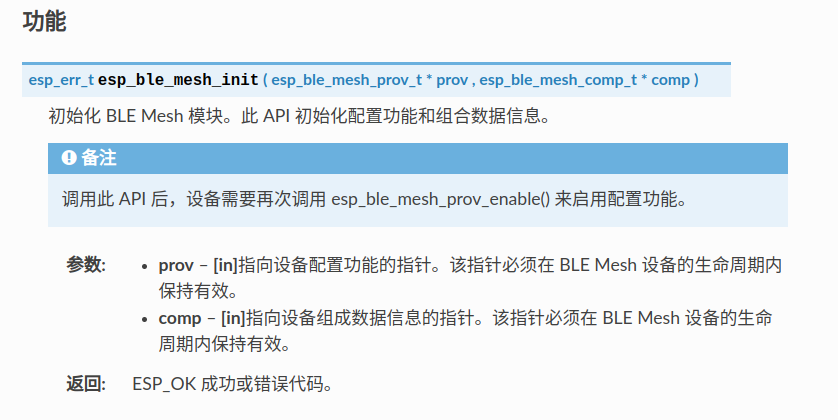 功能
esp_err_t esp_ble_mesh_init ( esp_ble_mesh_prov_t * prov , esp_ble_mesh_comp_t * comp )
初始化 BLE Mesh 模块。此 API 初始化配置功能和组合数据信息。
备注
调用此 API 后，设备需要再次调用 esp_ble_mesh_prov_enable() 来启用配置功能。
参数:
• prov – [in]指向设备配置功能的指针。该指针必须在 BLE Mesh 设备的生命周期内
保持有效。
• comp – [in]指向设备组成数据信息的指针。该指针必须在 BLE Mesh 设备的生命
周期内保持有效。
返回: ESP_OK 成功或错误代码。